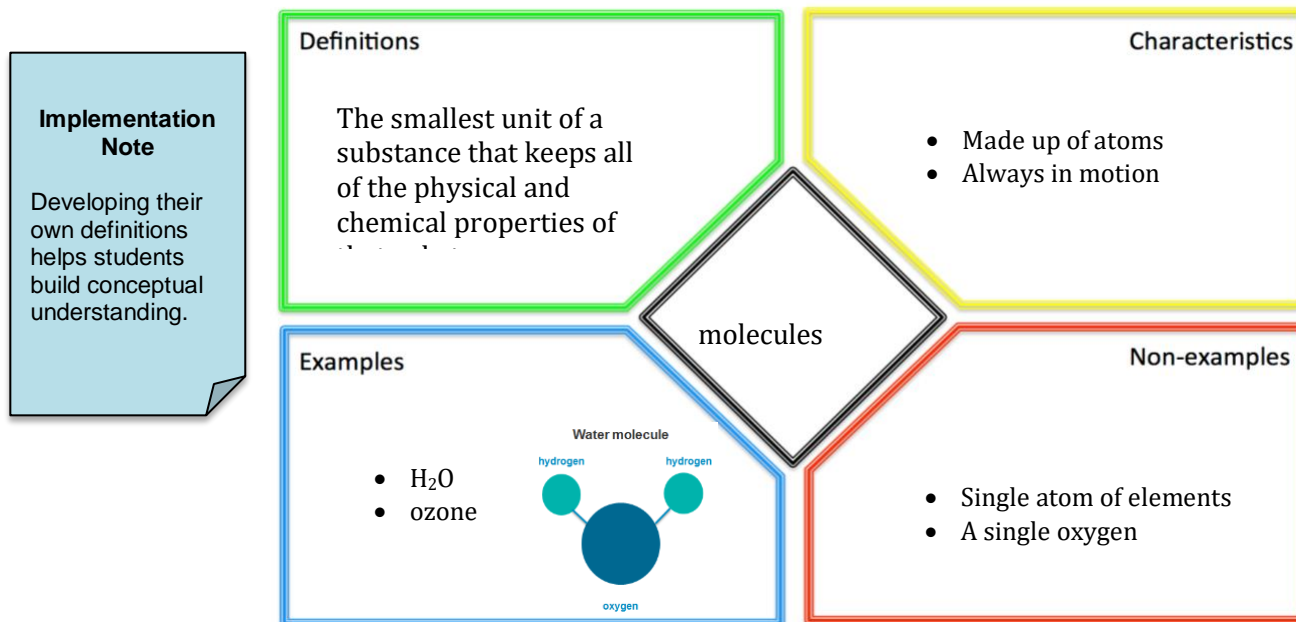 Implementation
Note
Developing their
own definitions
helps students
build conceptual
understanding.
Definitions
The smallest unit of a
substance that keeps all
of the physical and
chemical properties of
Characteristics
• Made up of atoms
• Always in motion
molecules
Examples
• H₂O
• ozone
Water molecule
hydrogen hydrogen
oxygen
Non-examples
• Single atom of elements
• A single oxygen